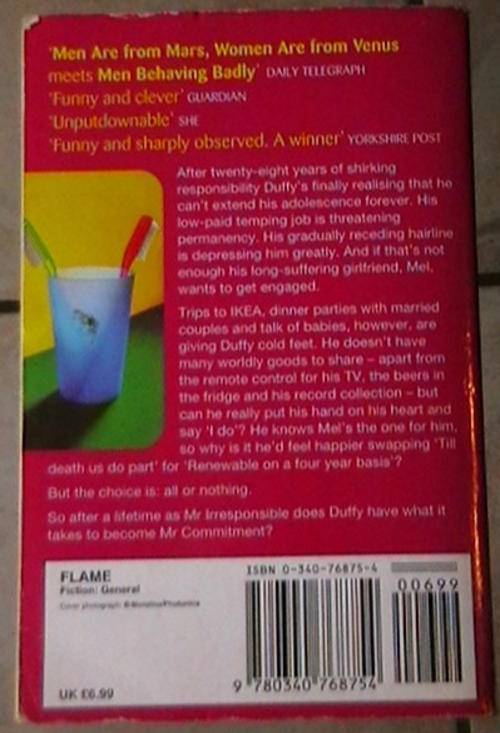 'Men Are from Mars, Women Are from Venus
meets Men Behaving Badly' DAILY TELEGRAPH
'Funny and clever' GUARDIAN
'Unputdownable' SHE
'Funny and sharply observed. A winner' YORKSHIRE POST
After twenty-eight years of shirking
responsibility Duffy's finally realising that he
can't extend his adolescence forever. His
low-paid temping job is threatening
permanency. His gradually receding hairline
is depressing him greatly. And if that's not
enough his long-suffering girlfriend, Mel,
wants to get engaged.
Trips to IKEA, dinner parties with married
couples and talk of babies, however, are
giving Duffy cold feet. He doesn't have
many worldly goods to share – apart from
the remote control for his TV, the beers in
the fridge and his record collection – but
can he really put his hand on his heart and
say 'I do'? He knows Mel's the one for him,
so why is it he'd feel happier swapping 'Till
death us do part' for 'Renewable on a four year basis'?
But the choice is: all or nothing.
So after a lifetime as Mr Irresponsible does Duffy have what it
takes to become Mr Commitment?
FLAME
Fiction: General
Cover photograph:
UK £6.99
ISBN 0-340-76875-4
00699
9 780340 768754